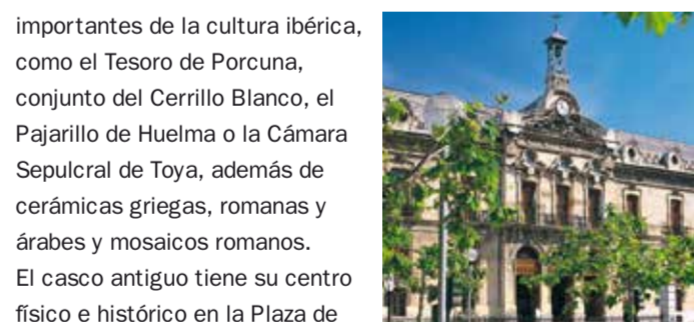 importantes de la cultura ibérica,
como el Tesoro de Porcuna,
conjunto del Cerrillo Blanco, el
Pajarillo de Huelma o la Cámara
Sepulcral de Toya, además de
cerámicas griegas, romanas y
árabes y mosaicos romanos.
El casco antiguo tiene su centro
físico e histórico en la Plaza de